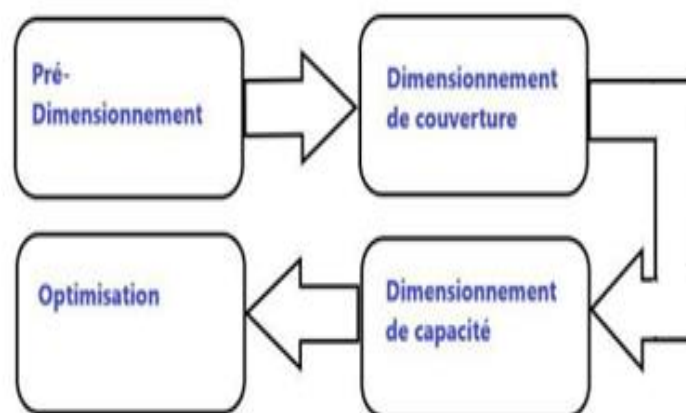 Pré-
Dimensionnement
Dimensionnement
de couverture
Dimensionnement
de capacité
Optimisation